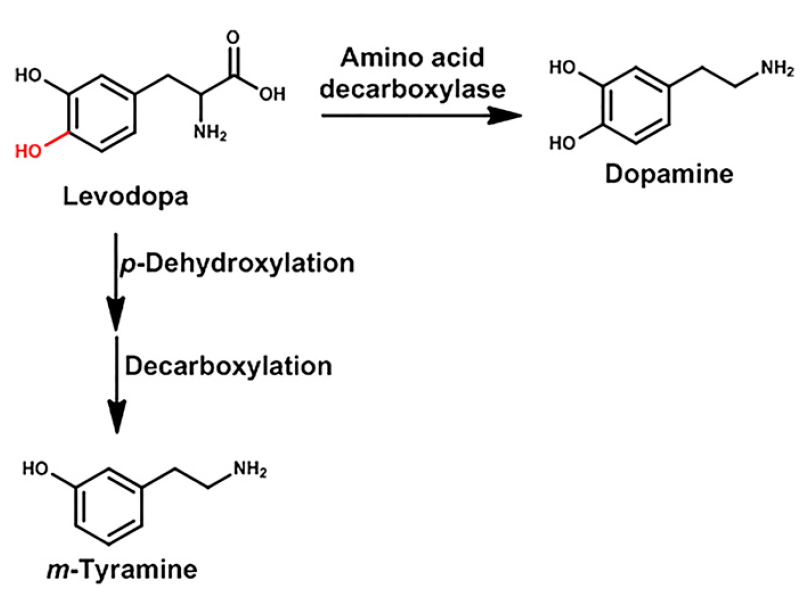 O
HO
OH
NH₂
HO
Levodopa
Amino acid
decarboxylase
HO
NH₂
HO
Dopamine
p-Dehydroxylation
Decarboxylation
HO
NH₂
m-Tyramine